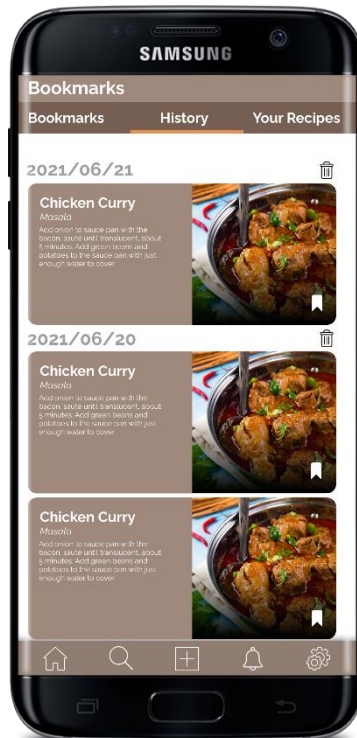 SAMSUNG
Bookmarks
Bookmarks History Your Recipes
2021/06/21
Chicken Curry
Masala
Add onion to sauce pan with the
bacon; sauté until translucent, about
5 minutes. Add green beans and
potatoes to the sauce pan with just
enough water to cover
2021/06/20
Chicken Curry
Masala
Add onion to sauce pan with the
bacon; sauté until translucent, about
5 minutes. Add green beans and
potatoes to the sauce pan with just
enough water to cover
Chicken Curry
Masala
Add onion to sauce pan with the
bacon; sauté until translucent, about
5 minutes. Add green beans and
potatoes to the sauce pan with just
enough water to cover